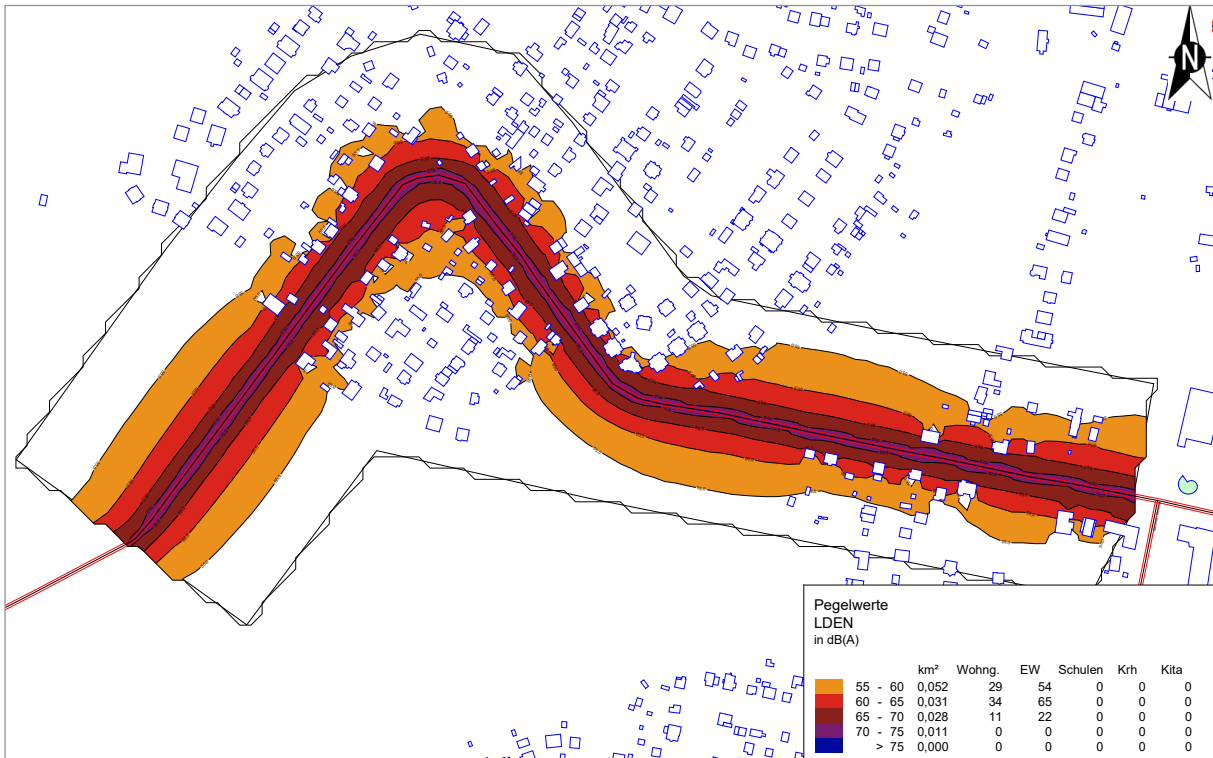 N
Pegelwerte
LDEN
in dB(A)
km² Wohng. EW Schulen Krh Kita
55 - 60 0,052 29 54 0 0 0
60 - 65 0,031 34 65 0 0 0
65 - 70 0,028 11 22 0 0 0
70 - 75 0,011 0 0 0 0 0
> 75 0,000 0 0 0 0 0